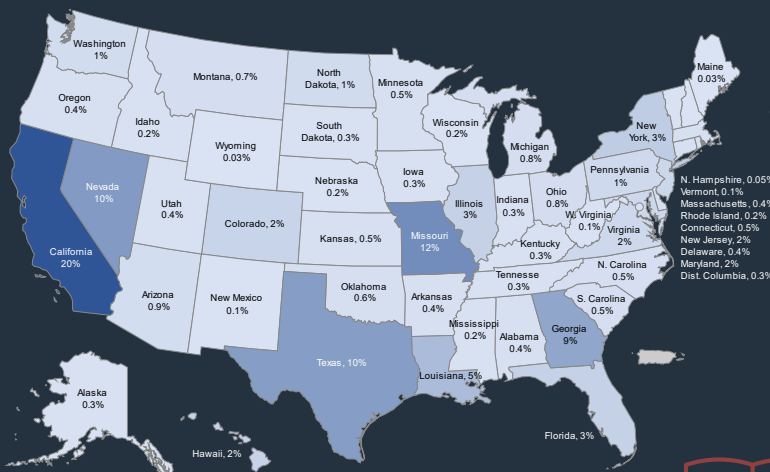 Washington
1%
Montana, 0.7%
North
Dakota, 1%
Minnesota
0.5%
Maine
0.03%
Oregon
0.4%
Idaho
0.2%
Wyoming
0.03%
South
Dakota, 0.3%
Wisconsin
0.2%
Michigan
0.8%
New
York, 3%
Nevada
10%
Utah
0.4%
Colorado, 2%
Nebraska
0.2%
Iowa
0.3%
Illinois
3%
Indiana
0.3%
Ohio
0.8%
Pennsylvania
1%
N. Hampshire, 0.05%
Vermont, 0.1%
Massachusetts, 0.4%
Rhode Island, 0.2%
Connecticut, 0.5%
New Jersey, 2%
Delaware, 0.4%
Maryland, 2%
Dist. Columbia, 0.3%
California
20%
Kansas, 0.5%
Missouri
12%
Kentucky
0.3%
W. Virginia
0.1%
Virginia
2%
Arizona
0.9%
New Mexico
0.1%
Oklahoma
0.6%
Arkansas
0.4%
Tennesse
0.3%
N. Carolina
0.5%
S. Carolina
0.5%
Texas, 10%
Louisiana, 5%
Mississippi
0.2%
Alabama
0.4%
Georgia
9%
Florida, 3%
Alaska
0.3%
Hawaii, 2%